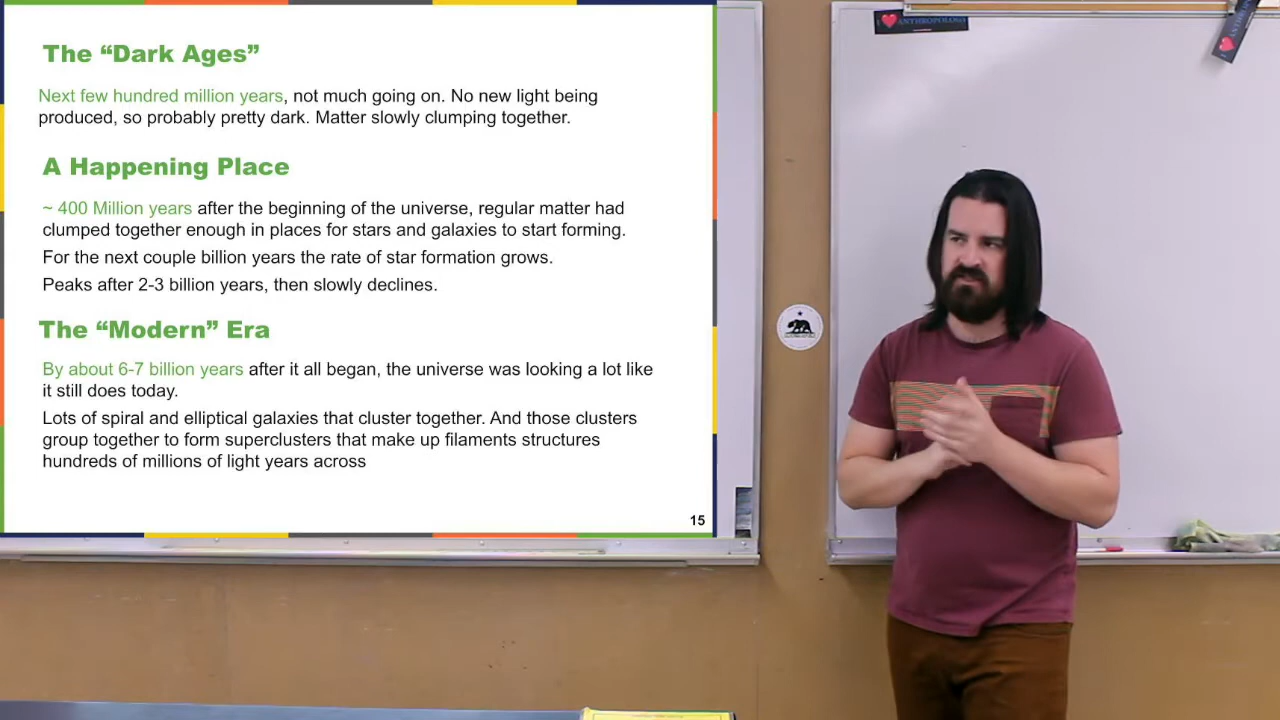 The “Dark Ages”
Next few hundred million years, not much going on. No new light being
produced, so probably pretty dark. Matter slowly clumping together.
A Happening Place
~ 400 Million years after the beginning of the universe, regular matter had
clumped together enough in places for stars and galaxies to start forming.
For the next couple billion years the rate of star formation grows.
Peaks after 2-3 billion years, then slowly declines.
The “Modern” Era
By about 6-7 billion years after it all began, the universe was looking a lot like
it still does today.
Lots of spiral and elliptical galaxies that cluster together. And those clusters
group together to form superclusters that make up filaments structures
hundreds of millions of light years across
15
I ❤ ANTHROPOLOGY